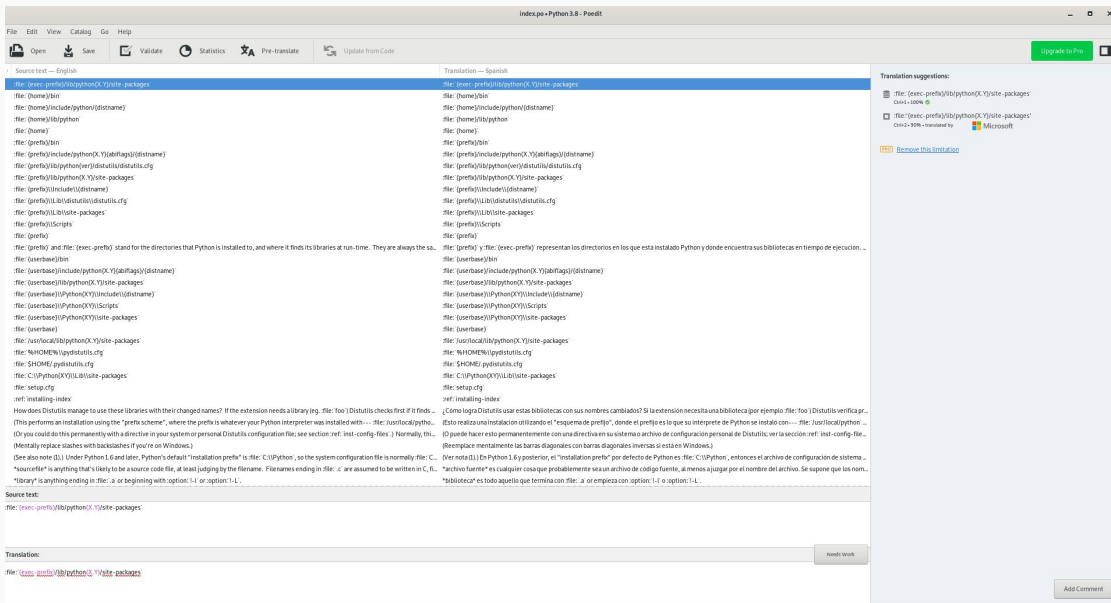 index.po • Python 3.8 - Poedit
File Edit View Catalog Go Help
Open Save Validate Statistics Pre-translate Update from Code Upgrade to Pro
Source text — English Translation — Spanish
:file:`{exec-prefix}/lib/python{X.Y}/site-packages` :file:`{exec-prefix}/lib/python{X.Y}/site-packages`
:file:`{home}/bin` :file:`{home}/bin`
:file:`{home}/include/python/{distname}` :file:`{home}/include/python/{distname}`
:file:`{home}/lib/python` :file:`{home}/lib/python`
:file:`{home}` :file:`{home}`
:file:`{prefix}/bin` :file:`{prefix}/bin`
:file:`{prefix}/include/python{X.Y}{abiflags}/{distname}` :file:`{prefix}/include/python{X.Y}{abiflags}/{distname}`
:file:`{prefix}/lib/python{ver}/distutils/distutils.cfg` :file:`{prefix}/lib/python{ver}/distutils/distutils.cfg`
:file:`{prefix}/lib/python{X.Y}/site-packages` :file:`{prefix}/lib/python{X.Y}/site-packages`
:file:`{prefix}\\Include\\{distname}` :file:`{prefix}\\Include\\{distname}`
:file:`{prefix}\\Lib\\distutils\\distutils.cfg` :file:`{prefix}\\Lib\\distutils\\distutils.cfg`
:file:`{prefix}\\Lib\\site-packages` :file:`{prefix}\\Lib\\site-packages`
:file:`{prefix}\\Scripts` :file:`{prefix}\\Scripts`
:file:`{prefix}` :file:`{prefix}`
:file:`{prefix}` and :file:`{exec-prefix}` stand for the directories that Python is installed to, and where it finds its libraries at run-time. They are always the sa... :file:`{prefix}` y :file:`{exec-prefix}` representan los directorios en los que está instalado Python y donde encuentra sus bibliotecas en tiempo de ejecución. ...
:file:`{userbase}/bin` :file:`{userbase}/bin`
:file:`{userbase}/include/python{X.Y}{abiflags}/{distname}` :file:`{userbase}/include/python{X.Y}{abiflags}/{distname}`
:file:`{userbase}/lib/python{X.Y}/site-packages` :file:`{userbase}/lib/python{X.Y}/site-packages`
:file:`{userbase}\\Python{XY}\\Include\\{distname}` :file:`{userbase}\\Python{XY}\\Include\\{distname}`
:file:`{userbase}\\Python{XY}\\Scripts` :file:`{userbase}\\Python{XY}\\Scripts`
:file:`{userbase}\\Python{XY}\\site-packages` :file:`{userbase}\\Python{XY}\\site-packages`
:file:`{userbase}` :file:`{userbase}`
:file:`/usr/local/lib/python{X.Y}/site-packages` :file:`/usr/local/lib/python{X.Y}/site-packages`
:file:`%HOME%\\pydistutils.cfg` :file:`%HOME%\\pydistutils.cfg`
:file:`$HOME/.pydistutils.cfg` :file:`$HOME/.pydistutils.cfg`
:file:`C:\\Python{XY}\\Lib\\site-packages` :file:`C:\\Python{XY}\\Lib\\site-packages`
:file:`setup.cfg` :file:`setup.cfg`
:ref:`installing-index` :ref:`installing-index`
How does Distutils manage to use these libraries with their changed names? If the extension needs a library (eg. :file:`foo`) Distutils checks first if it finds ... ¿Cómo logra Distutils usar estas bibliotecas con sus nombres cambiados? Si la extensión necesita una biblioteca (por ejemplo :file:`foo`) Distutils verifica pr...
(This performs an installation using the "prefix scheme", where the prefix is whatever your Python interpreter was installed with--- :file:`/usr/local/pytho... (Esto realiza una instalación utilizando el "esquema de prefijo", donde el prefijo es lo que su intérprete de Python se instaló con--- :file:`/usr/local/python` ...
(Or you could do this permanently with a directive in your system or personal Distutils configuration file; see section :ref:`inst-config-files`.) Normally, thi... (O puede hacer esto permanentemente con una directiva en su sistema o archivo de configuración personal de Distutils; ver la sección :ref:`inst-config-file...
(Mentally replace slashes with backslashes if you're on Windows.) (Reemplace mentalmente las barras diagonales con barras diagonales inversas si está en Windows.)
(See also note (1).) Under Python 1.6 and later, Python's default "installation prefix" is :file:`C:\\Python`, so the system configuration file is normally :file:`C... (Ver nota (1).) En Python 1.6 y posterior, el "installation prefix" por defecto de Python es :file:`C:\\Python`, entonces el archivo de configuración de sistema ...
*sourcefile* is anything that's likely to be a source code file, at least judging by the filename. Filenames ending in :file:`.c` are assumed to be written in C, fi... *archivo fuente* es cualquier cosa que probablemente sea un archivo de código fuente, al menos a juzgar por el nombre del archivo. Se supone que los nom...
*library* is anything ending in :file:`.a` or beginning with :option:`!-l` or :option:`!-L`. *biblioteca* es todo aquello que termina con :file:`.a` or empieza con :option:`!-l` o :option:`!-L`.
Source text:
:file:`{exec-prefix}/lib/python{X.Y}/site-packages`
Translation: Needs Work
:file:`{exec-prefix}/lib/python{X.Y}/site-packages`
Translation suggestions:
:file:`{exec-prefix}/lib/python{X.Y}/site-packages`
Ctrl+1 • 100%
:file:'{exec-prefix}/lib/python{X.Y}/site-packages'
Ctrl+2 • 90% • translated by Microsoft
PRO Remove this limitation
Add Comment